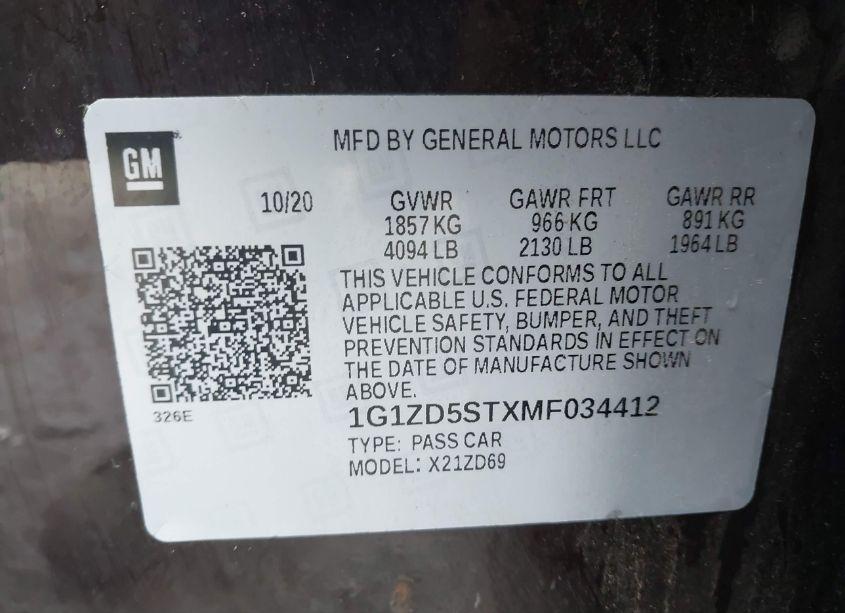 GM
MFD BY GENERAL MOTORS LLC
10/20 GVWR GAWR FRT GAWR RR
1857 KG 966 KG 891 KG
4094 LB 2130 LB 1964 LB
THIS VEHICLE CONFORMS TO ALL
APPLICABLE U.S. FEDERAL MOTOR
VEHICLE SAFETY, BUMPER, AND THEFT
PREVENTION STANDARDS IN EFFECT ON
THE DATE OF MANUFACTURE SHOWN
ABOVE.
326E
1G1ZD5STXMF034412
TYPE: PASS CAR
MODEL: X21ZD69